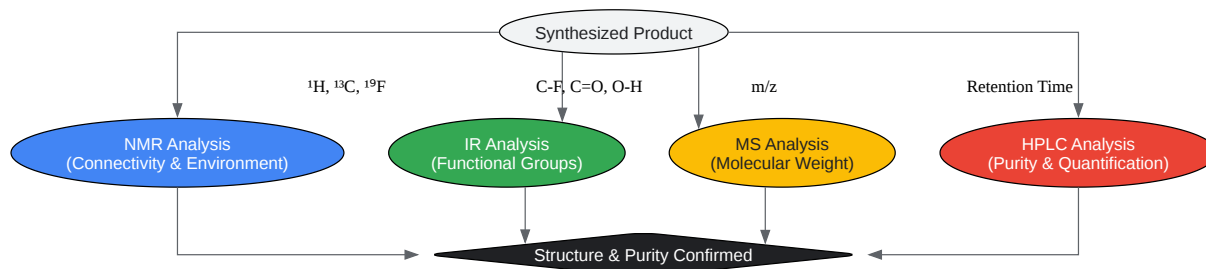 Synthesized Product
¹H, ¹³C, ¹⁹F
C-F, C=O, O-H
m/z
Retention Time
NMR Analysis
(Connectivity & Environment)
IR Analysis
(Functional Groups)
MS Analysis
(Molecular Weight)
HPLC Analysis
(Purity & Quantification)
Structure & Purity Confirmed